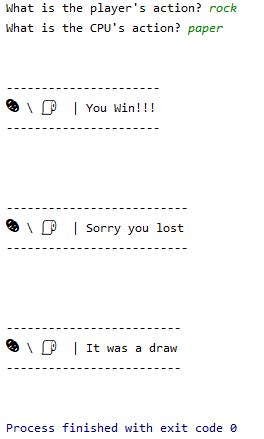 What is the player's action? rock
What is the CPU's action? paper
----------------------
🪨 \ 🧻 | You Win!!!
----------------------
--------------------------
🪨 \ 🧻 | Sorry you lost
--------------------------
-------------------------
🪨 \ 🧻 | It was a draw
-------------------------
Process finished with exit code 0